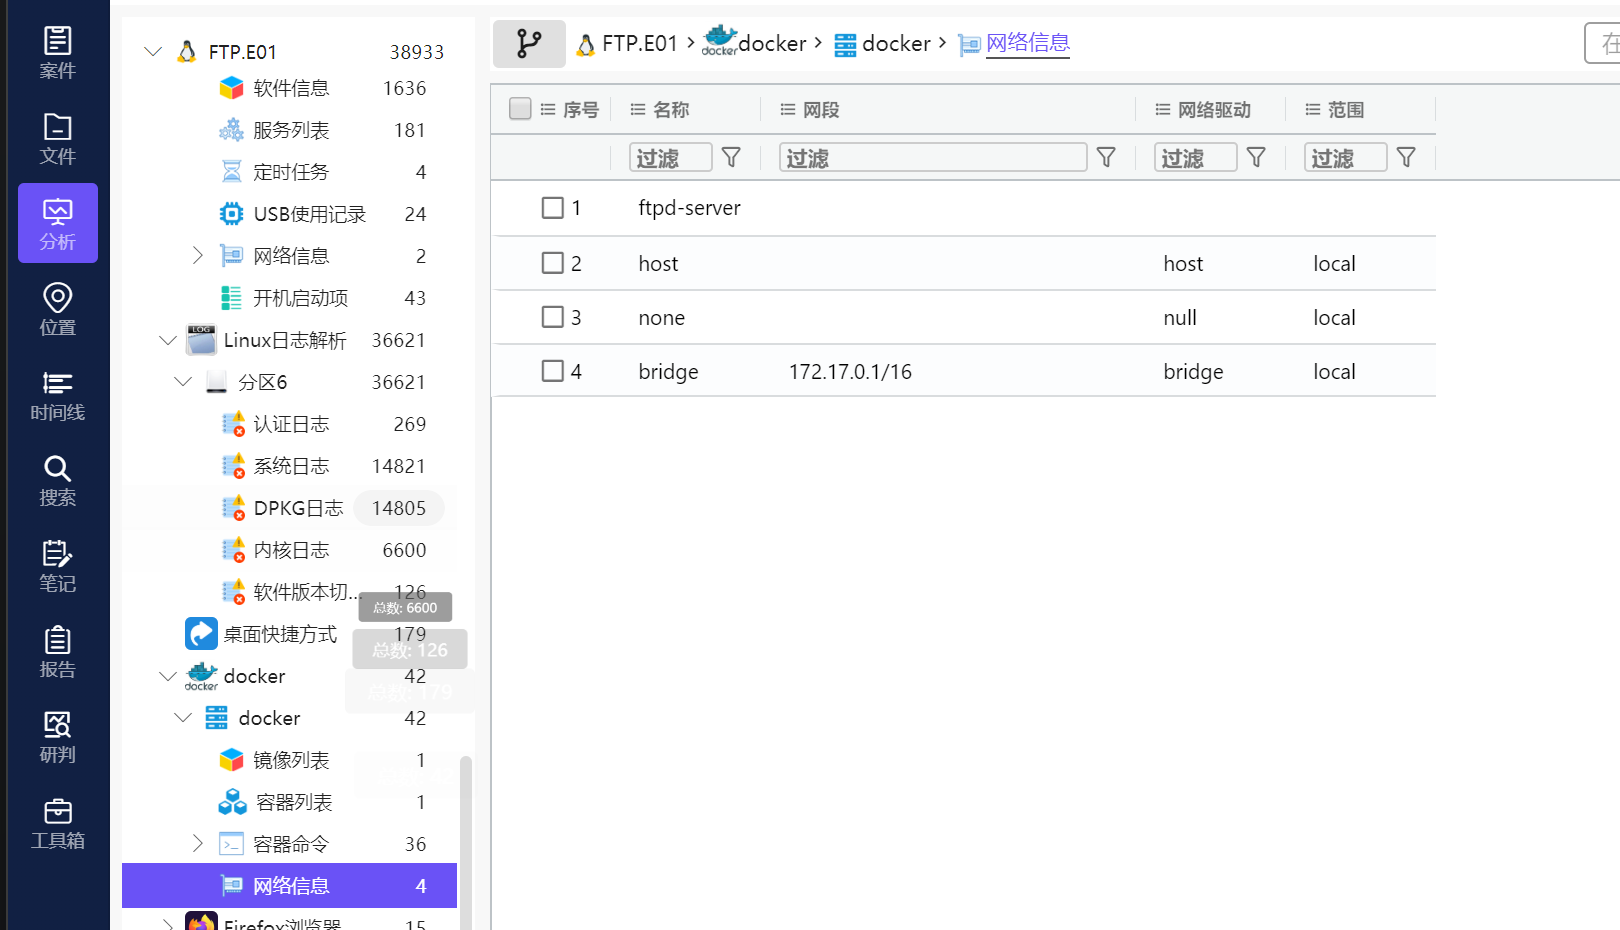 案件
文件
分析
位置
时间线
搜索
笔记
报告
研判
工具箱
FTP.E01 38933
软件信息 1636
服务列表 181
定时任务 4
USB使用记录 24
网络信息 2
开机启动项 43
LOG Linux日志解析 36621
分区6 36621
认证日志 269
系统日志 14821
DPKG日志 14805
内核日志 6600
软件版本切... 126
总数: 6600
桌面快捷方式 179
总数: 126
docker docker 42
总数: 179
docker 42
镜像列表 1
容器列表 1
容器命令 36
网络信息 4
Firefox浏览器 15
FTP.E01 > docker docker > docker > 网络信息
在
序号 名称 网段 网络驱动 范围
过滤 过滤 过滤 过滤
1 ftpd-server
2 host host local
3 none null local
4 bridge 172.17.0.1/16 bridge local